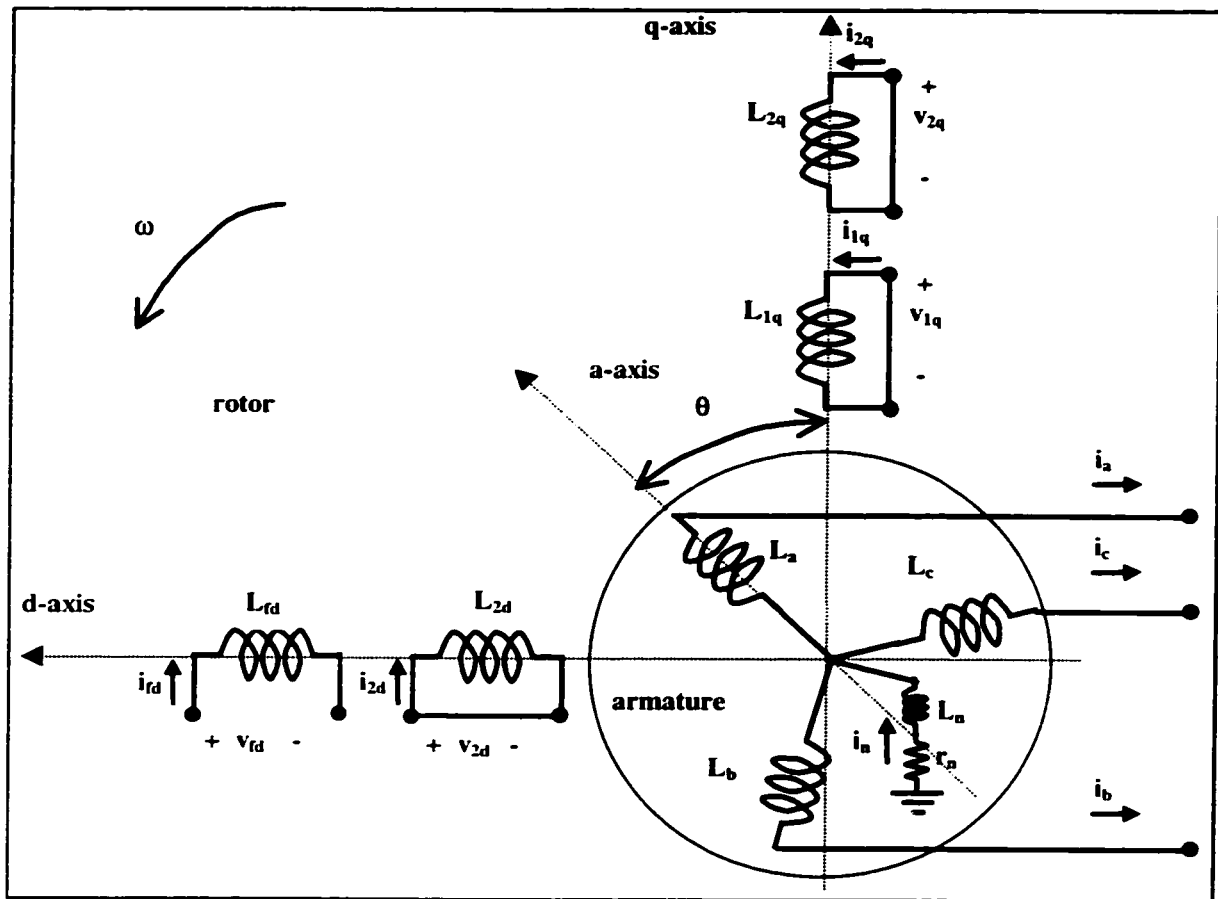 q-axis
i2q
L2q
+
v2q
-
ω
i1q
L1q
+
v1q
-
a-axis
θ
rotor
ia
La
Lc
ic
d-axis
Lfd
L2d
ifd
i2d
armature
+ vfd -
+ v2d -
Ln
in
rn
Lb
ib